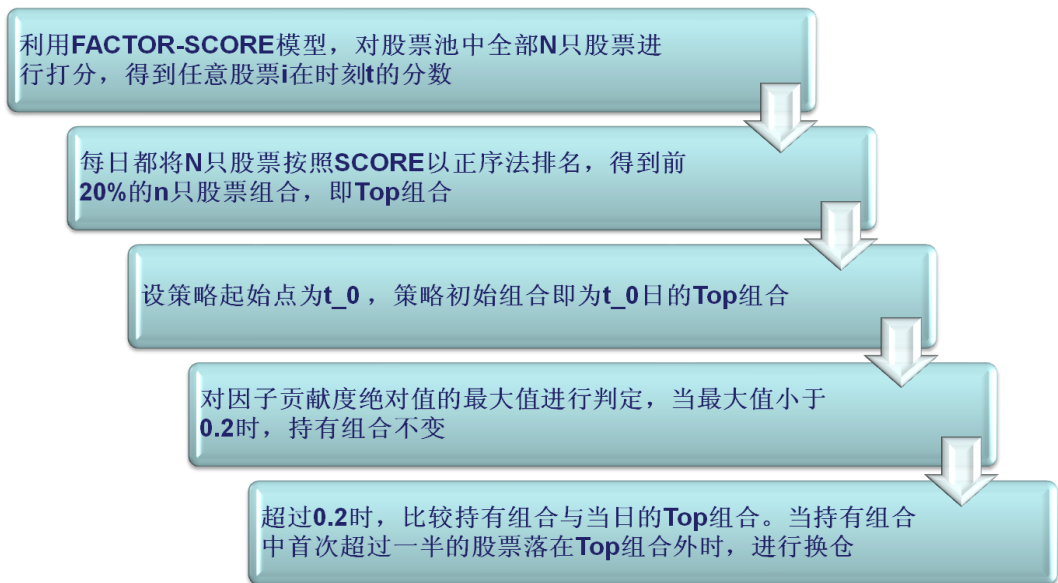 利用FACTOR-SCORE模型，对股票池中全部N只股票进
行打分，得到任意股票i在时刻t的分数
每日都将N只股票按照SCORE以正序法排名，得到前
20%的n只股票组合，即Top组合
设策略起始点为t_0 ，策略初始组合即为t_0日的Top组合
对因子贡献度绝对值的最大值进行判定，当最大值小于
0.2时，持有组合不变
超过0.2时，比较持有组合与当日的Top组合。当持有组合
中首次超过一半的股票落在Top组合外时，进行换仓